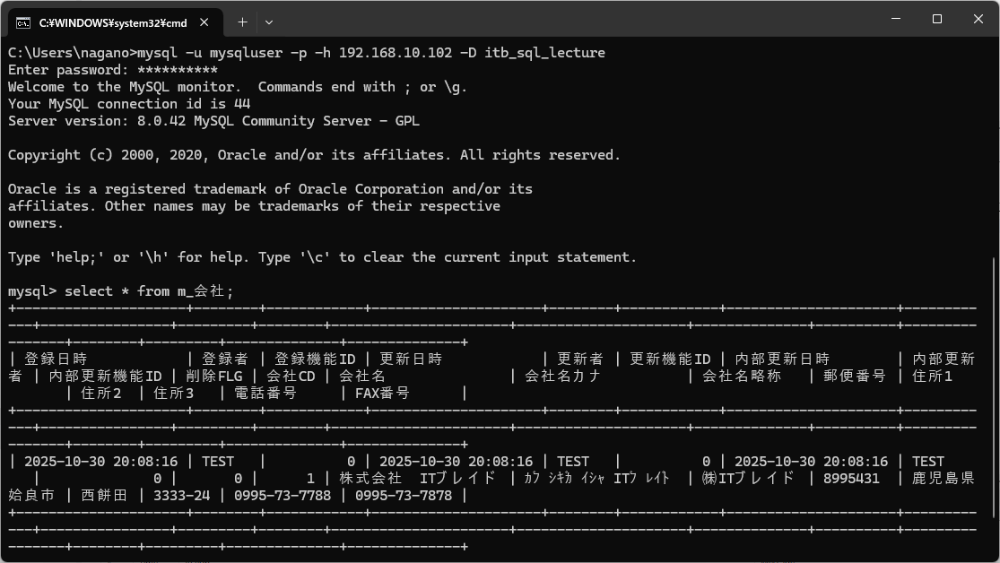 C:¥WINDOWS¥system32¥cmd
C:\Users\nagano>mysql -u mysqluser -p -h 192.168.10.102 -D itb_sql_lecture
Enter password: **********
Welcome to the MySQL monitor.  Commands end with ; or \g.
Your MySQL connection id is 44
Server version: 8.0.42 MySQL Community Server - GPL
Copyright (c) 2000, 2020, Oracle and/or its affiliates. All rights reserved.
Oracle is a registered trademark of Oracle Corporation and/or its
affiliates. Other names may be trademarks of their respective
owners.
Type 'help;' or '\h' for help. Type '\c' to clear the current input statement.
mysql> select * from m_会社;
| 登録日時 | 登録者 | 登録機能ID | 更新日時 | 更新者 | 更新機能ID | 内部更新日時 | 内部更新
者 | 内部更新機能ID | 削除FLG | 会社CD | 会社名 | 会社名カナ | 会社名略称 | 郵便番号 | 住所1
| 住所2 | 住所3 | 電話番号 | FAX番号 |
| 2025-10-30 20:08:16 | TEST | 0 | 2025-10-30 20:08:16 | TEST | 0 | 2025-10-30 20:08:16 | TEST
| 0 | 0 | 1 | 株式会社　ITブレイド | ｶﾌﾞｼｷｶﾞｲｼｬ ITﾌﾞﾚｲﾄﾞ | ㈱ITブレイド | 8995431 | 鹿児島県
姶良市 | 西餅田 | 3333-24 | 0995-73-7788 | 0995-73-7878 |